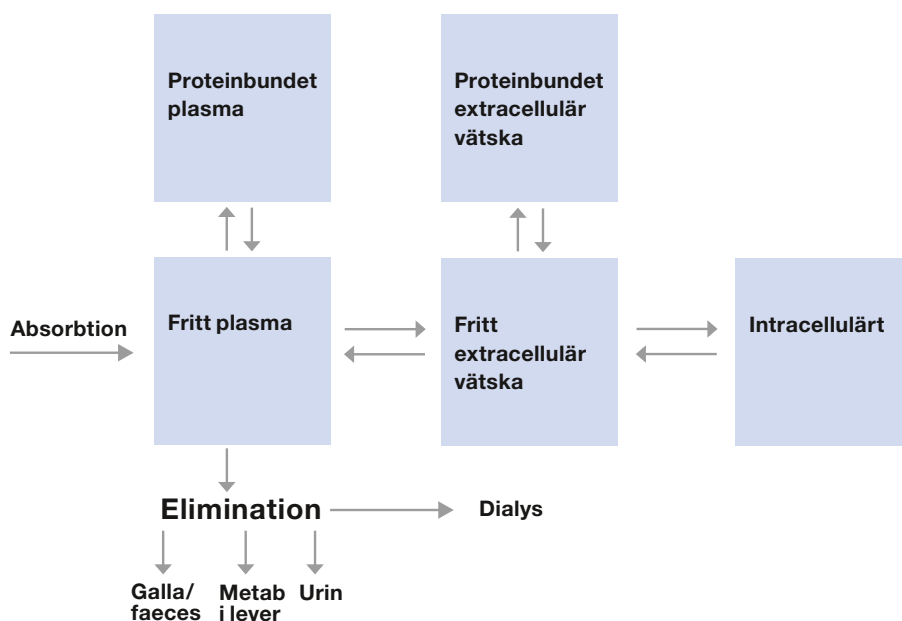 Proteinbundet
plasma
Proteinbundet
extracellulär
vätska
Absorbtion
Fritt plasma
Fritt
extracellulär
vätska
Intracellulärt
Elimination
Dialys
Galla/
faeces
Metab
i lever
Urin